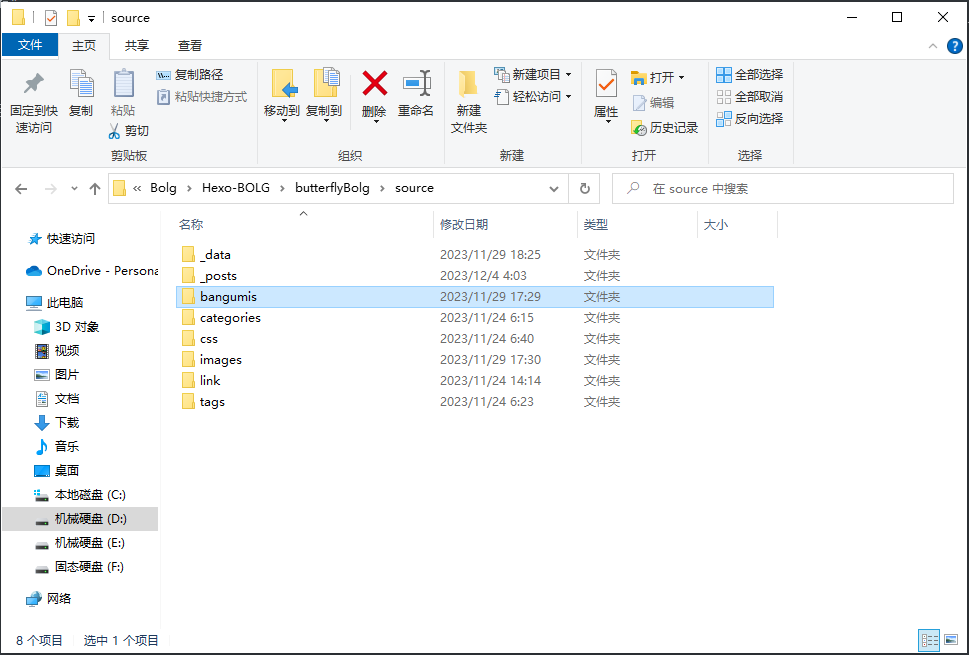 source
文件 主页 共享 查看
固定到快速访问
复制
粘贴
复制路径
粘贴快捷方式
剪切
剪贴板
移动到
复制到
删除
重命名
组织
新建文件夹
新建项目
轻松访问
新建
属性
打开
编辑
历史记录
打开
全部选择
全部取消
反向选择
选择
« Bolg › Hexo-BOLG › butterflyBolg › source
在 source 中搜索
快速访问
OneDrive - Persona
此电脑
3D 对象
视频
图片
文档
下载
音乐
桌面
本地磁盘 (C:)
机械硬盘 (D:)
机械硬盘 (E:)
固态硬盘 (F:)
网络
名称 修改日期 类型 大小
_data 2023/11/29 18:25 文件夹
_posts 2023/12/4 4:03 文件夹
bangumis 2023/11/29 17:29 文件夹
categories 2023/11/24 6:15 文件夹
css 2023/11/24 6:40 文件夹
images 2023/11/29 17:30 文件夹
link 2023/11/24 14:14 文件夹
tags 2023/11/24 6:23 文件夹
8 个项目 选中 1 个项目